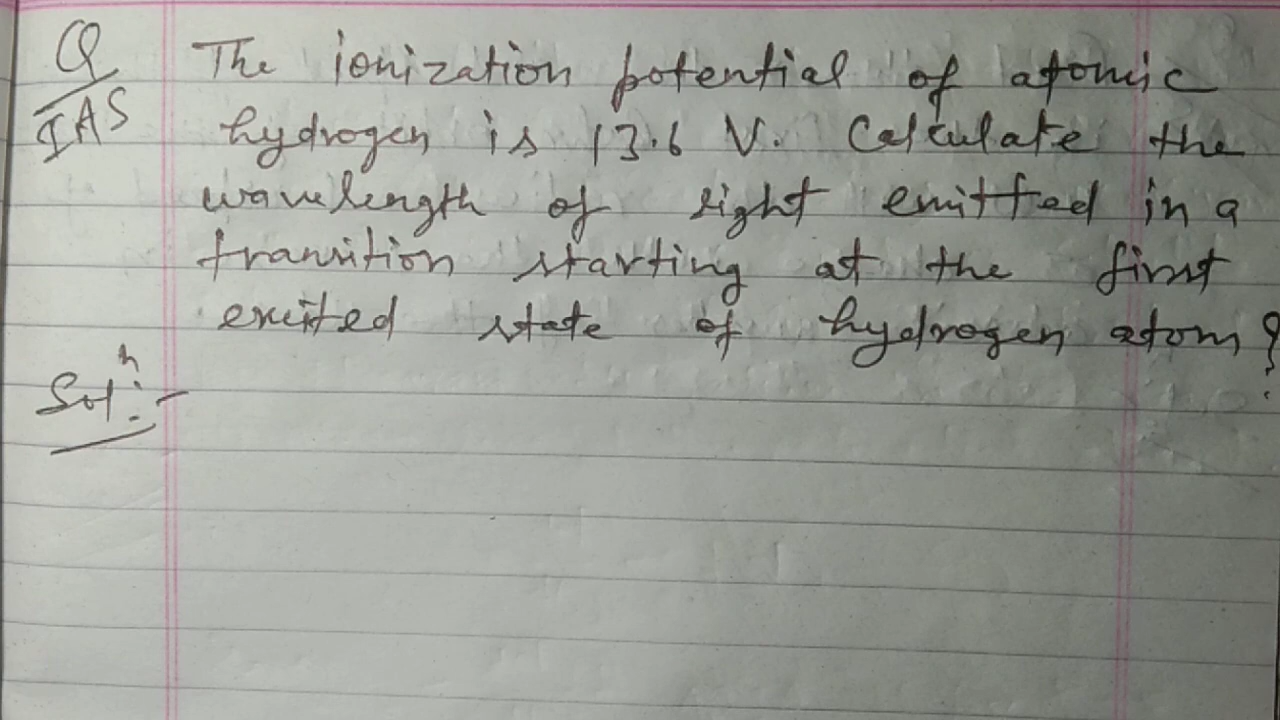 Q The ionization potential of atomic
IAS hydrogen is 13.6 V. Calculate the
wavelength of light emitted in a
transition starting at the first
excited state of hydrogen atom?
Solⁿ:-